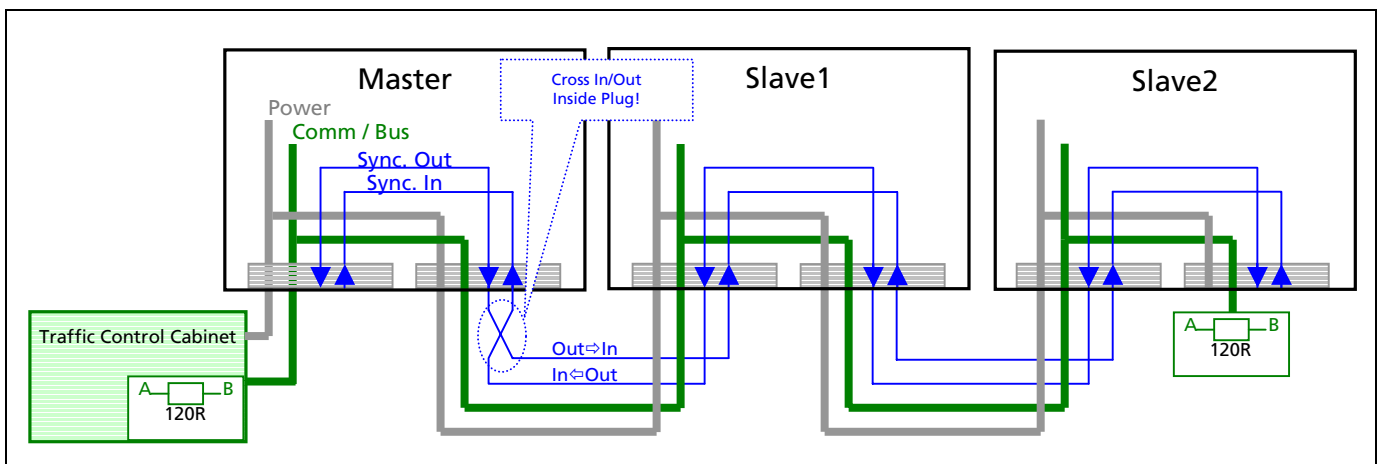 Master
Cross In/Out
Inside Plug!
Slave1
Slave2
Power
Comm / Bus
Sync. Out
Sync. In
Traffic Control Cabinet
A
B
120R
Out⇨In
In⇦Out
A
B
120R